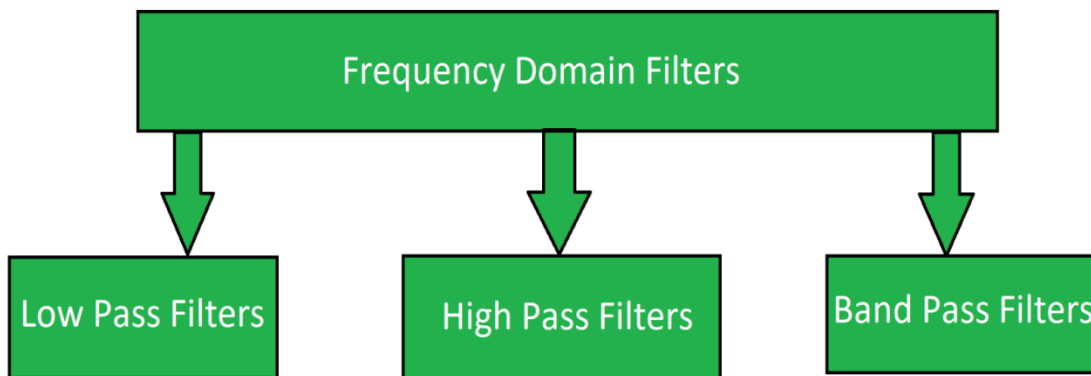 Frequency Domain Filters
Low Pass Filters
High Pass Filters
Band Pass Filters